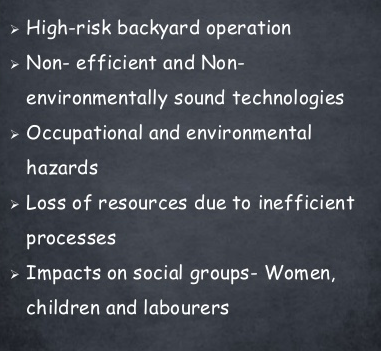 ➢ High-risk backyard operation
➢ Non- efficient and Non-
environmentally sound technologies
➢ Occupational and environmental
hazards
➢ Loss of resources due to inefficient
processes
➢ Impacts on social groups- Women,
children and labourers